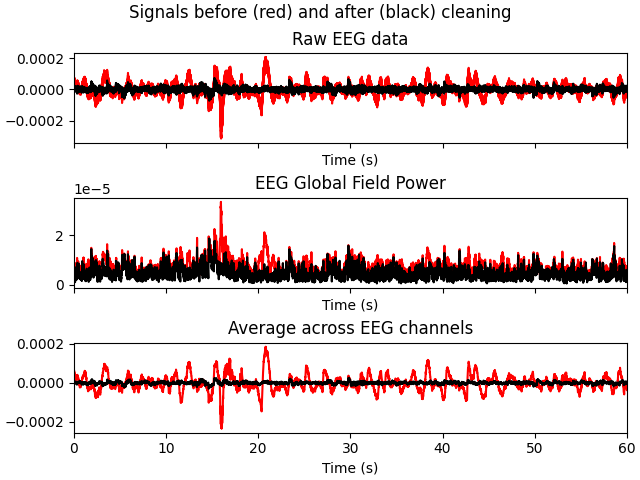 Signals before (red) and after (black) cleaning
Raw EEG data
0.0002
0.0000
−0.0002
Time (s)
EEG Global Field Power
1e−5
2
0
Time (s)
Average across EEG channels
0.0002
0.0000
−0.0002
0 10 20 30 40 50 60
Time (s)